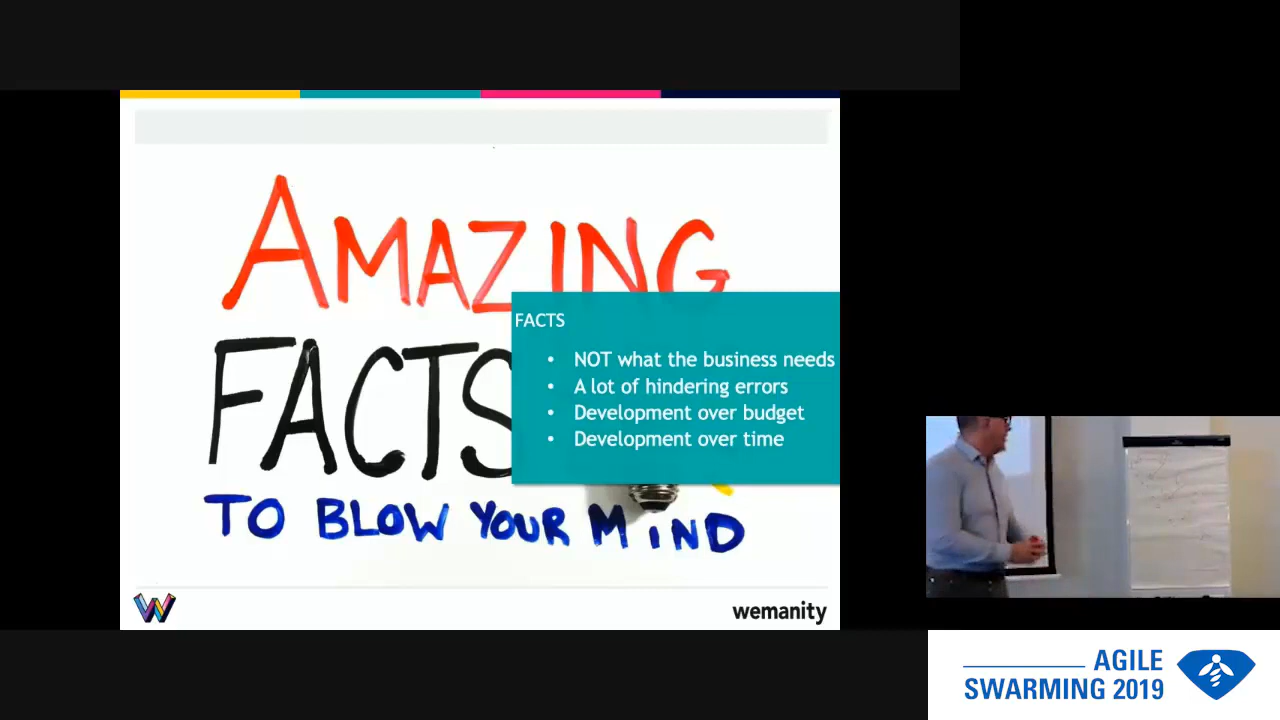 AMAZING
FACTS
TO BLOW YOUR MiND
FACTS
• NOT what the business needs
• A lot of hindering errors
• Development over budget
• Development over time
W
wemanity
AGILE
SWARMING 2019